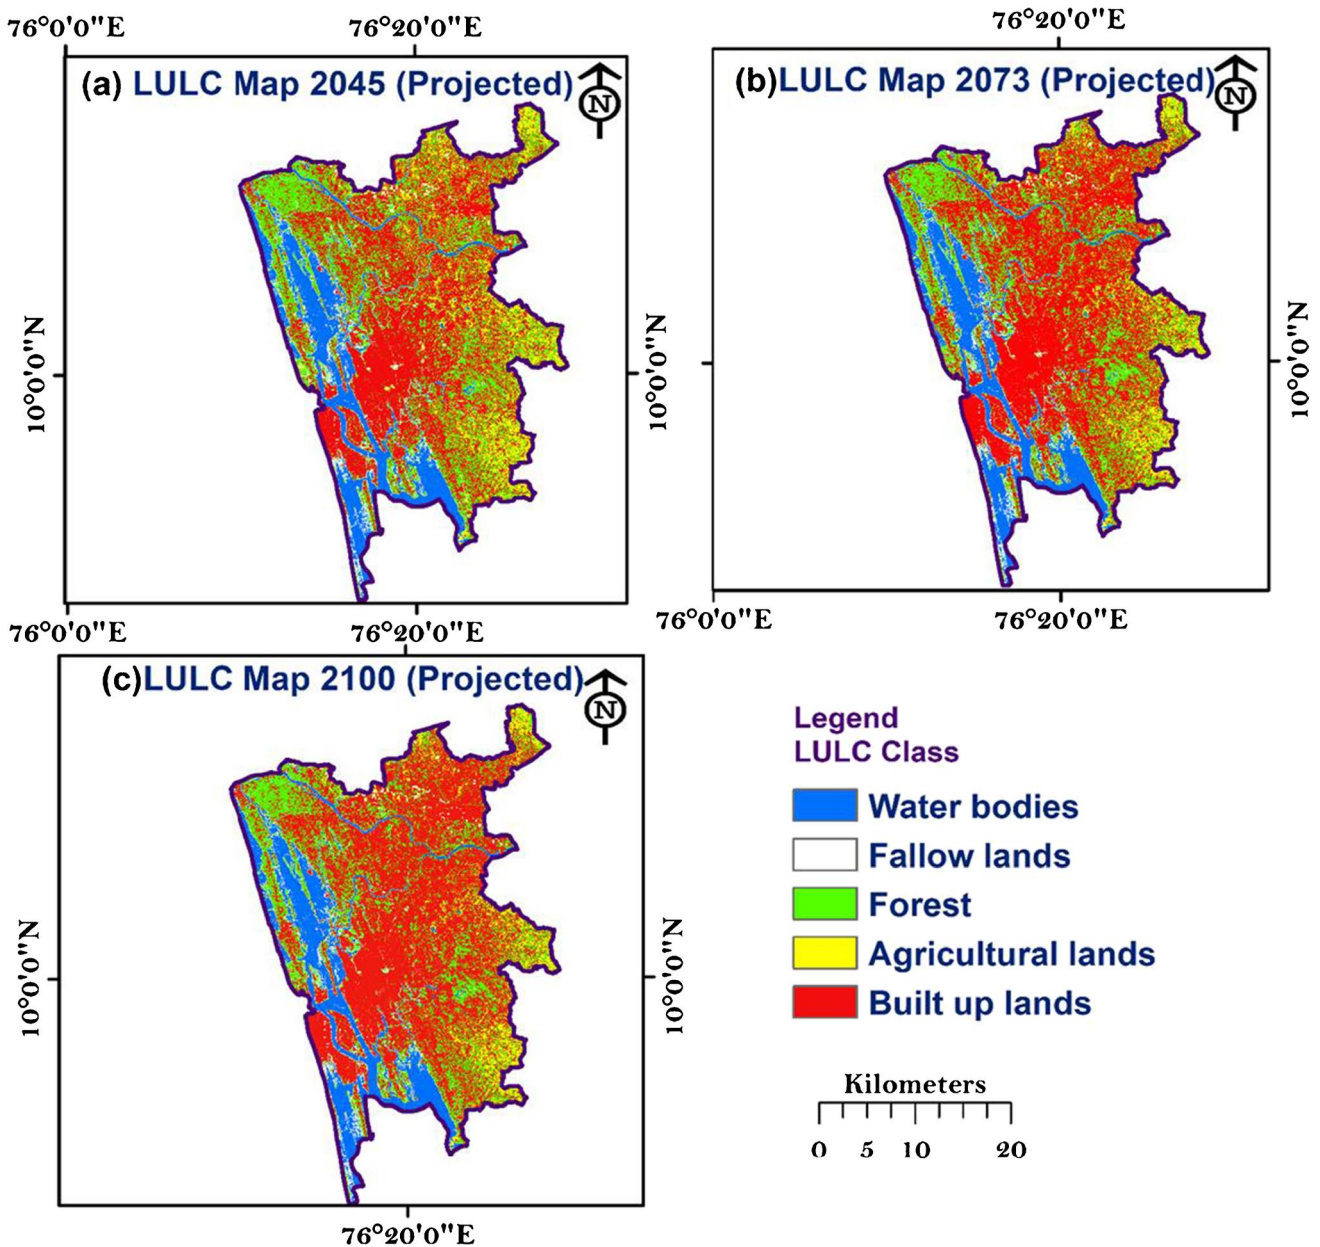 76°0'0"E 76°20'0"E
76°20'0"E
(a) LULC Map 2045 (Projected)
N
(b)LULC Map 2073 (Projected)
N
10°0'0"N
10°0'0"N
10°0'0"N
76°0'0"E 76°20'0"E
76°0'0"E 76°20'0"E
(c)LULC Map 2100 (Projected)
N
10°0'0"N
10°0'0"N
76°20'0"E
Legend
LULC Class
Water bodies
Fallow lands
Forest
Agricultural lands
Built up lands
Kilometers
0 5 10 20